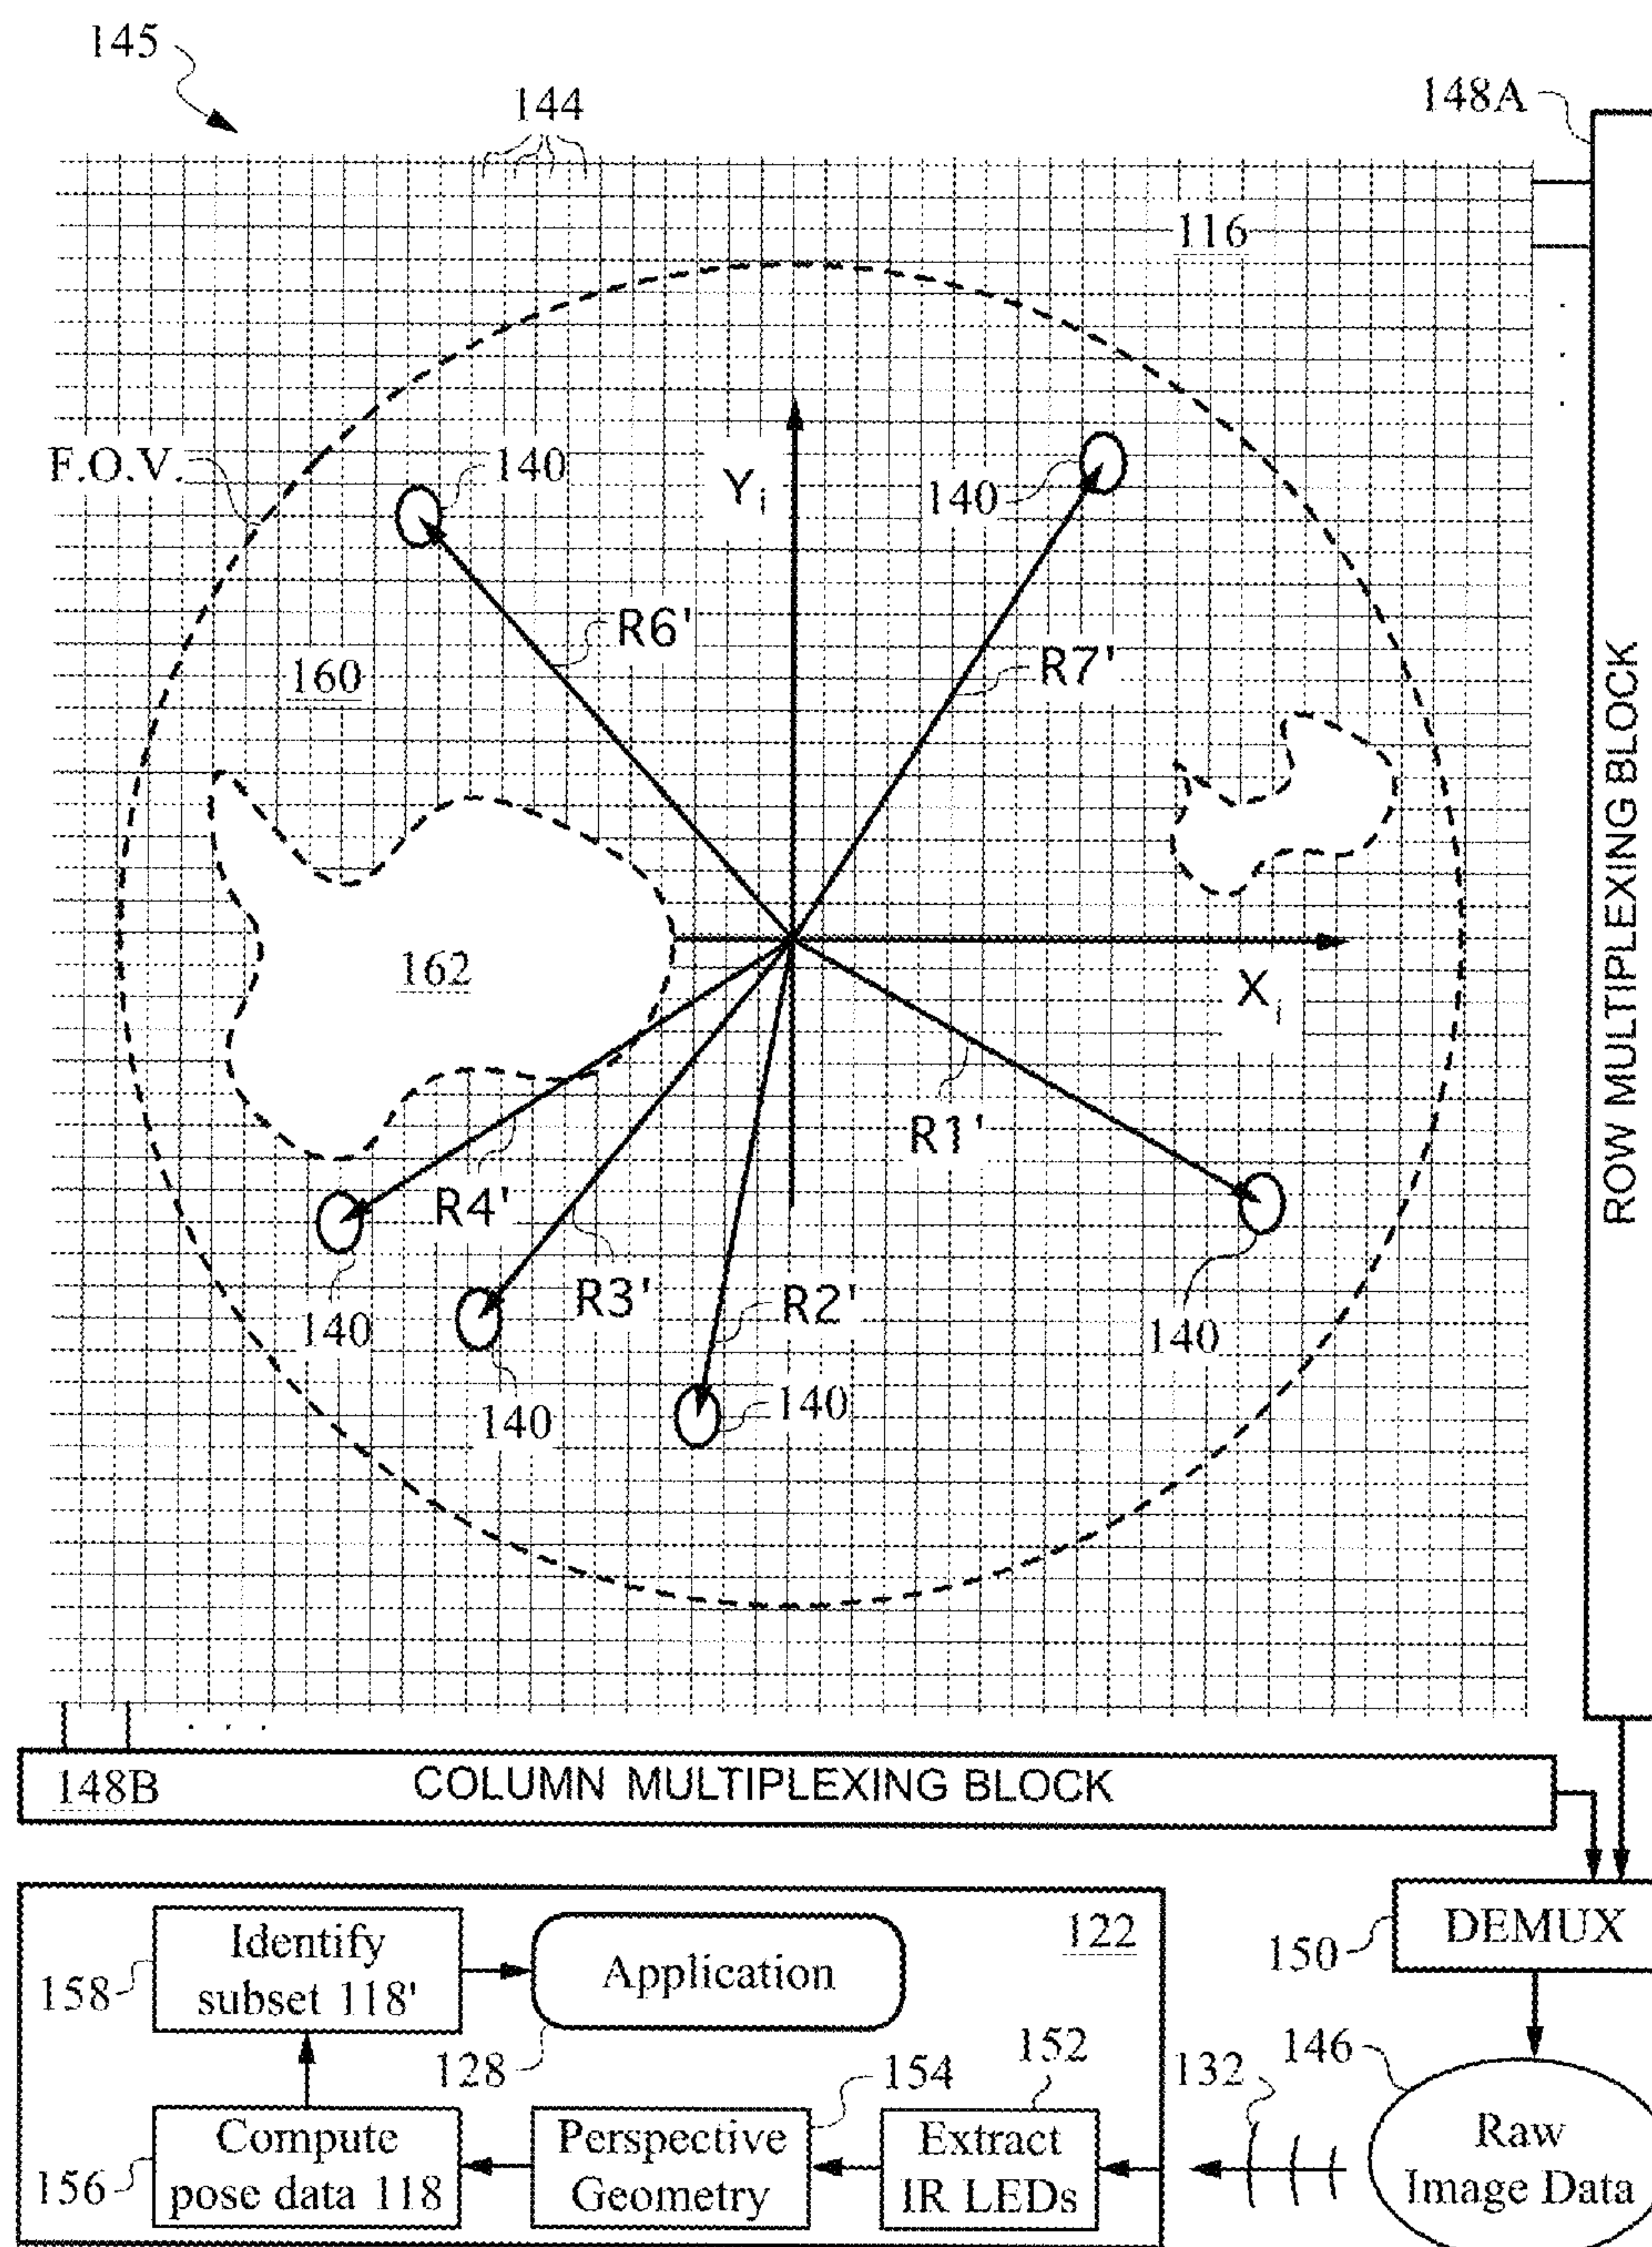 145
144
148A
116
F.O.V.
140
Yi
140
R6'
R7'
160
162
Xi
R1'
R4'
R3'
R2'
140
140
140
140
ROW MULTIPLEXING BLOCK
148B
COLUMN MULTIPLEXING BLOCK
122
Identify
subset 118'
158
Application
128
150
DEMUX
152
154
132
146
Compute
pose data 118
156
Perspective
Geometry
Extract
IR LEDs
Raw
Image Data